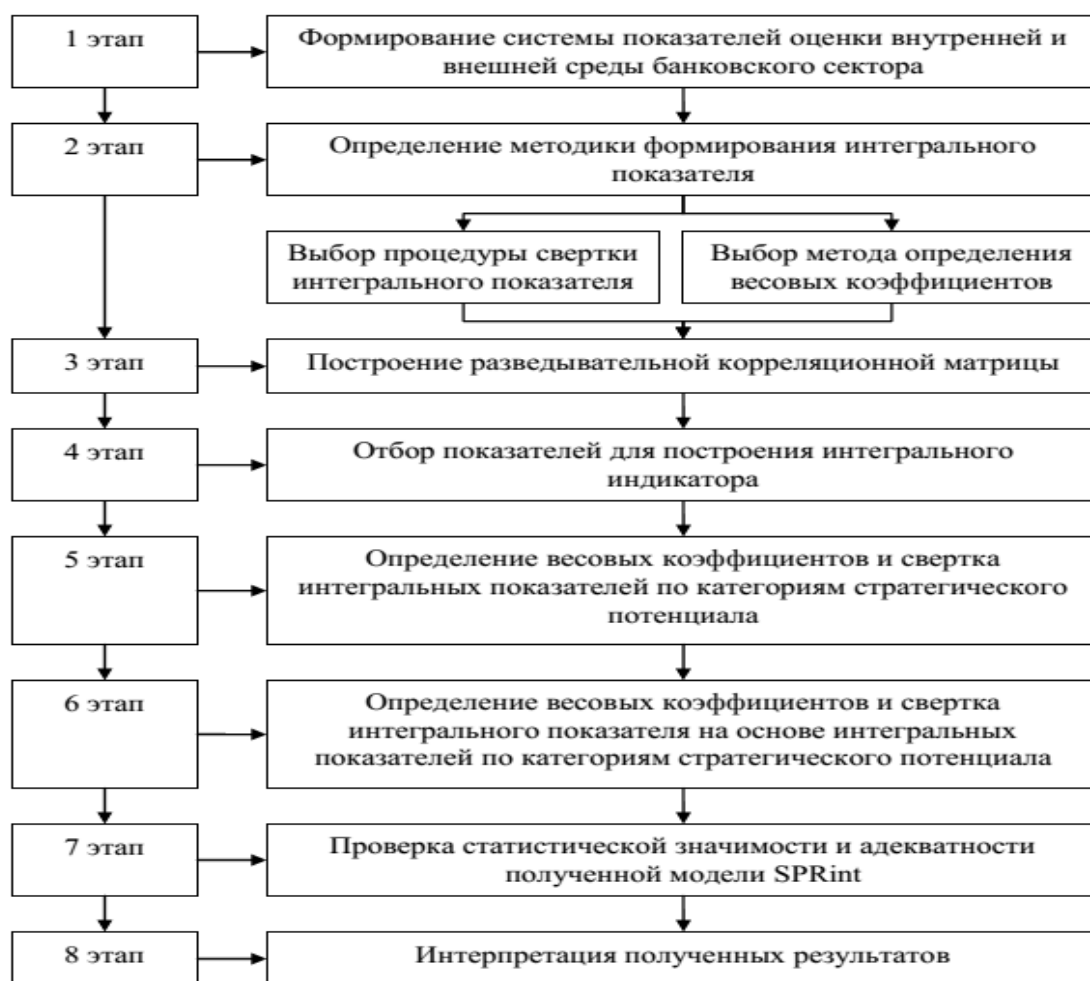 1 этап
Формирование системы показателей оценки внутренней и
внешней среды банковского сектора
2 этап
Определение методики формирования интегрального
показателя
Выбор процедуры свертки
интегрального показателя
Выбор метода определения
весовых коэффициентов
3 этап
Построение разведывательной корреляционной матрицы
4 этап
Отбор показателей для построения интегрального
индикатора
5 этап
Определение весовых коэффициентов и свертка
интегральных показателей по категориям стратегического
потенциала
6 этап
Определение весовых коэффициентов и свертка
интегрального показателя на основе интегральных
показателей по категориям стратегического потенциала
7 этап
Проверка статистической значимости и адекватности
полученной модели SPRint
8 этап
Интерпретация полученных результатов